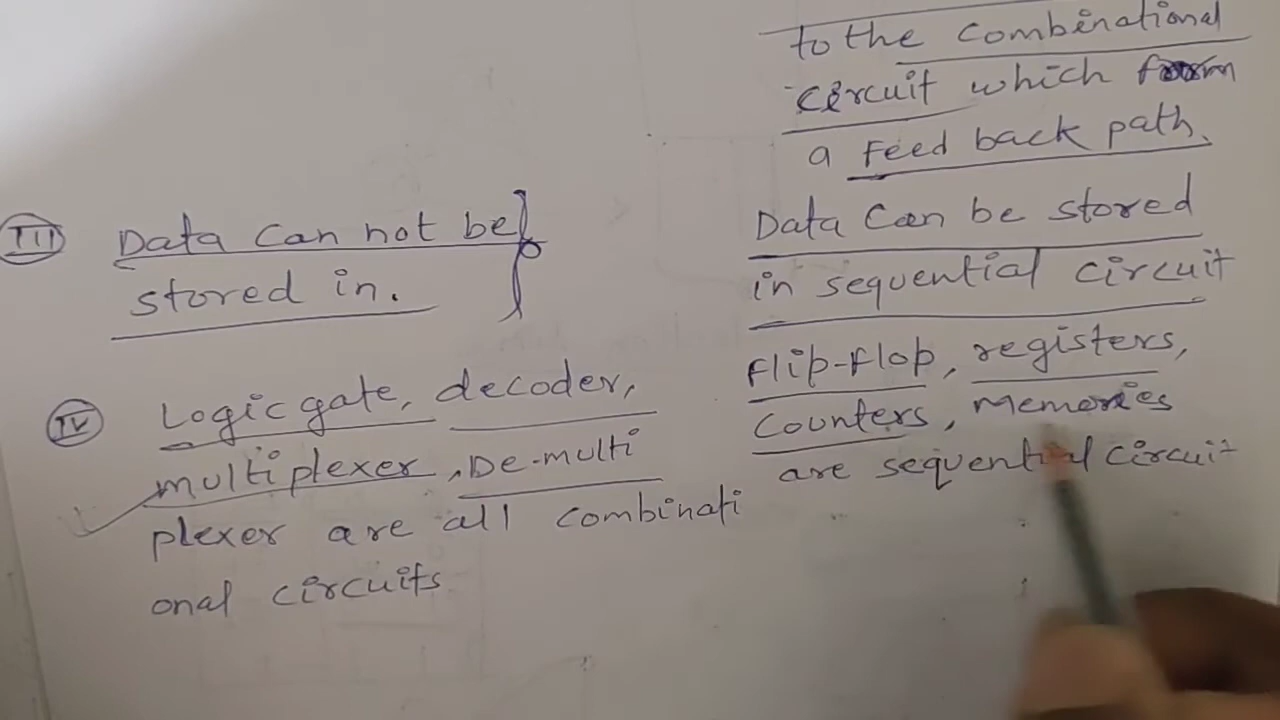 to the combinational
circuit which form
a Feed back path.
III Data can not be
stored in.
Data Can be stored
in sequential circuit
IV Logic gate, decoder,
multiplexer, De-multi
plexer are all combinati
onal circuits
Flip-Flop, registers,
Counters, Memories
are sequential circuit